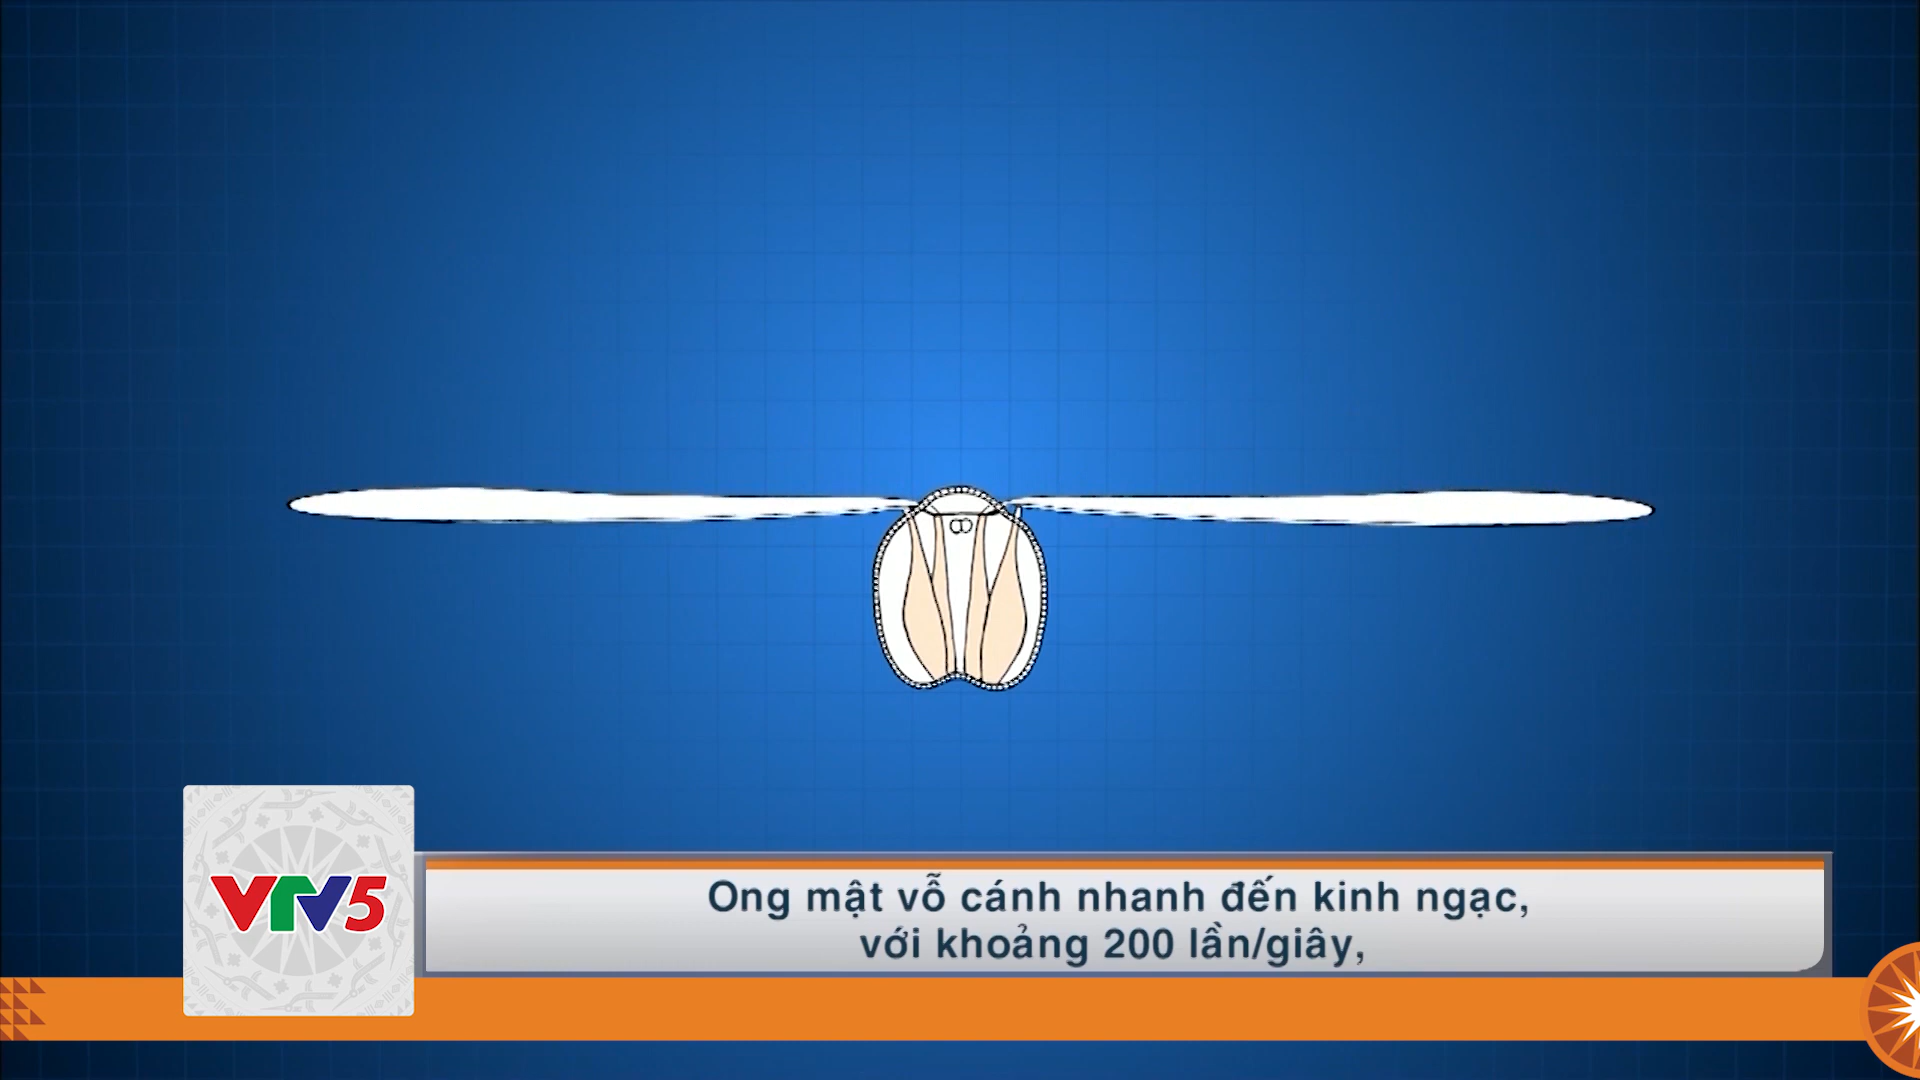 VTV5
Ong mật vỗ cánh nhanh đến kinh ngạc,
với khoảng 200 lần/giây,